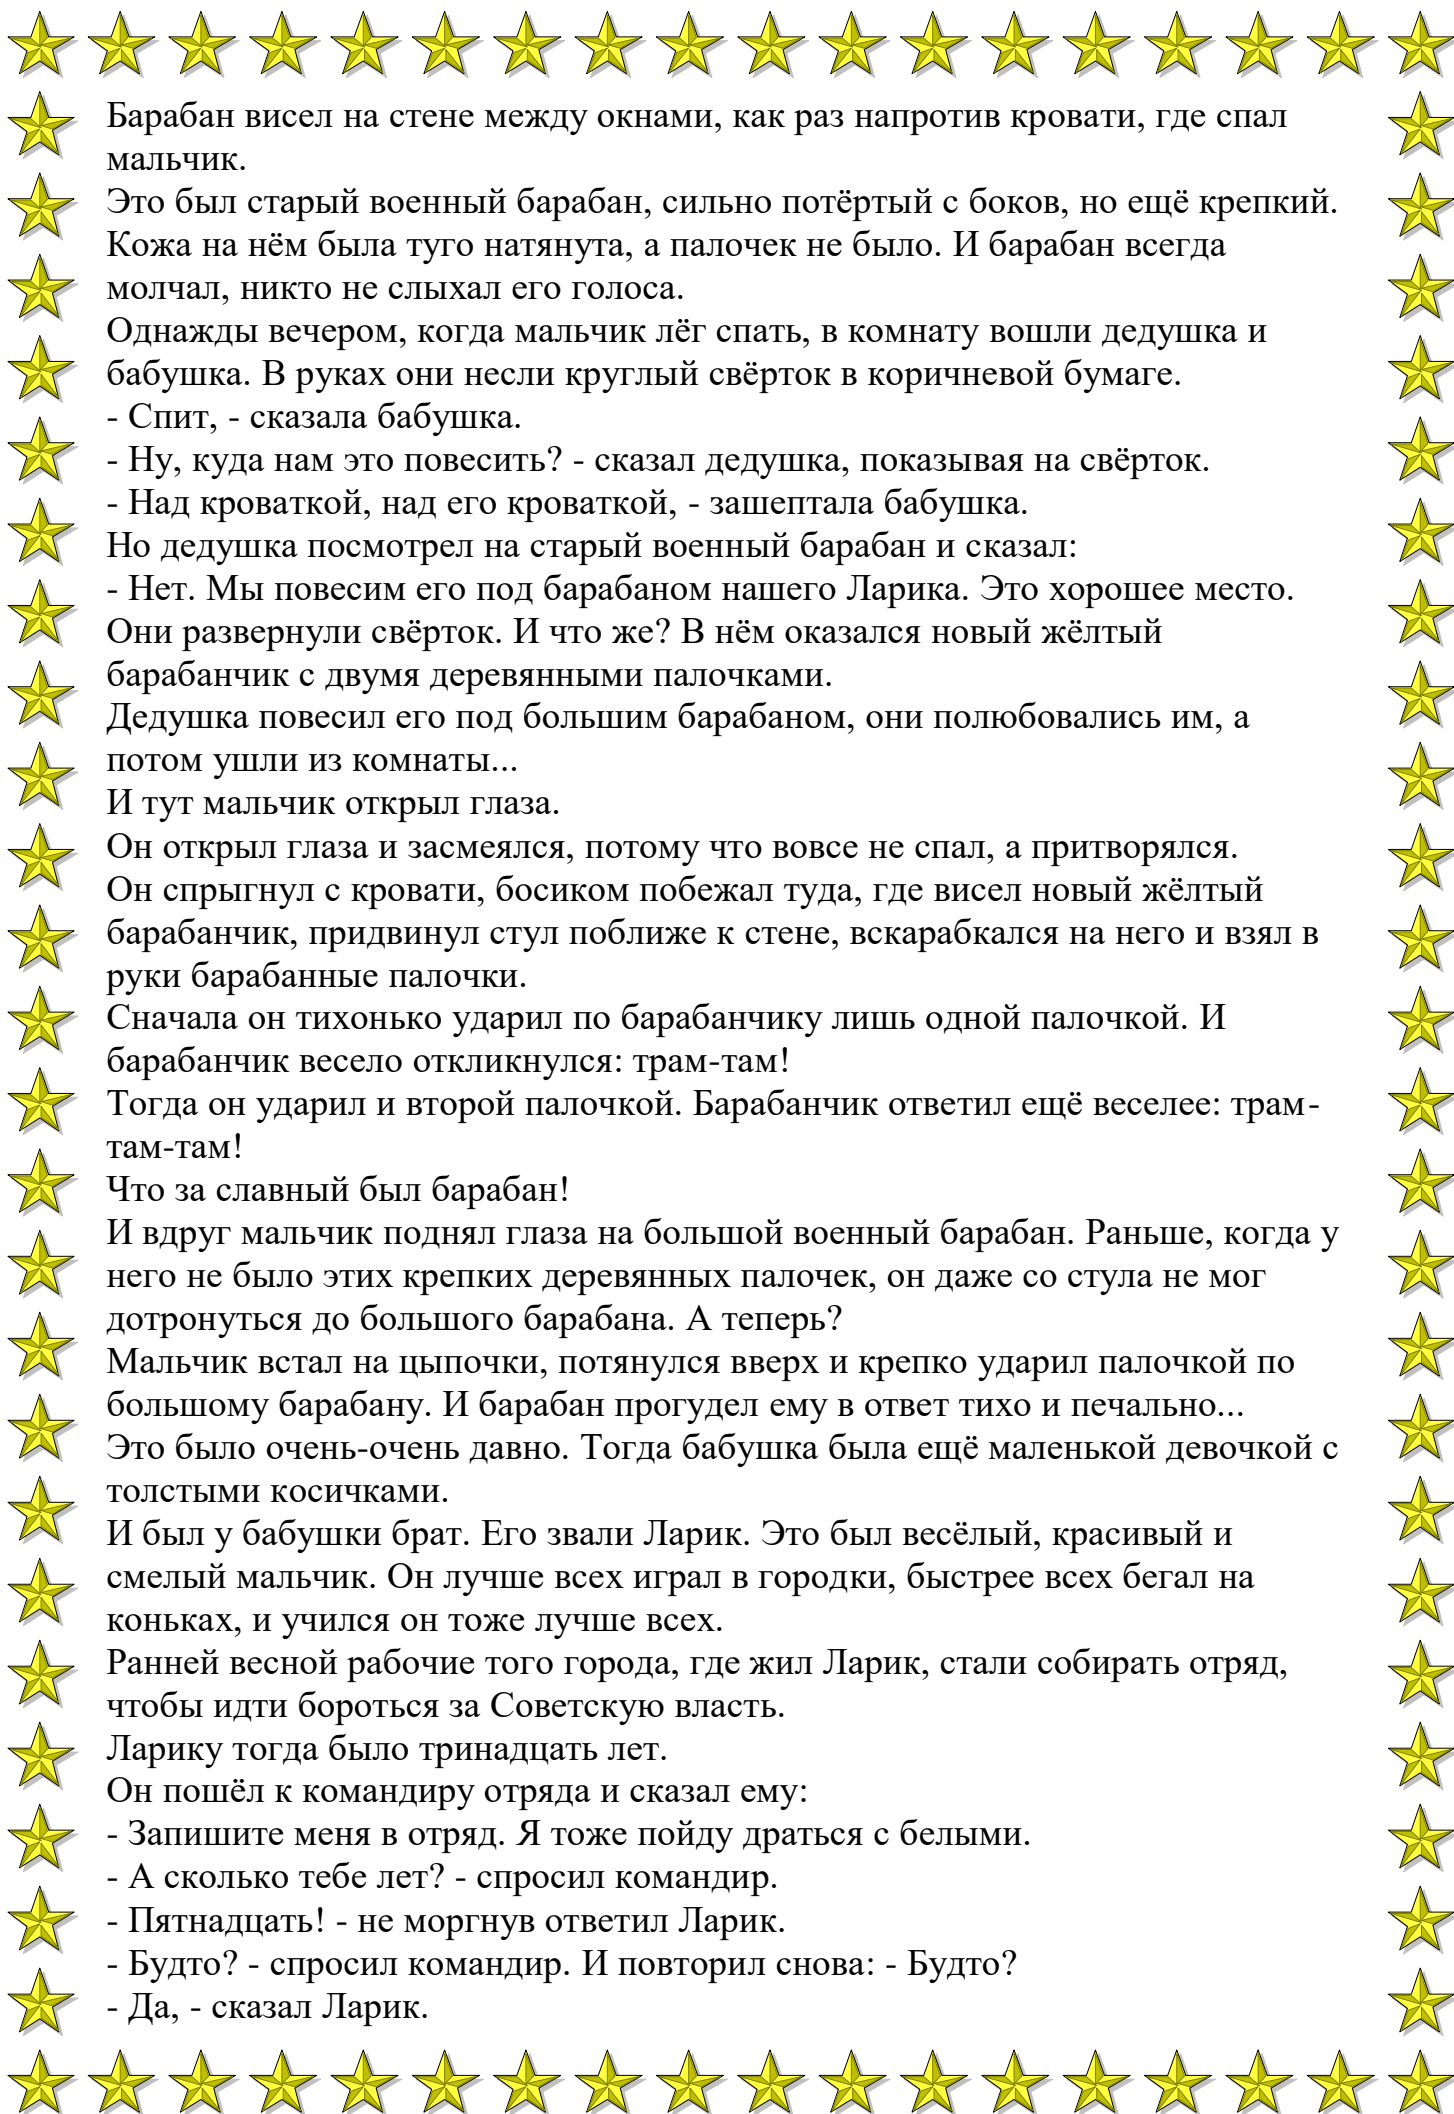 Барабан висел на стене между окнами, как раз напротив кровати, где спал
мальчик.
Это был старый военный барабан, сильно потёртый с боков, но ещё крепкий.
Кожа на нём была туго натянута, а палочек не было. И барабан всегда
молчал, никто не слыхал его голоса.
Однажды вечером, когда мальчик лёг спать, в комнату вошли дедушка и
бабушка. В руках они несли круглый свёрток в коричневой бумаге.
- Спит, - сказала бабушка.
- Ну, куда нам это повесить? - сказал дедушка, показывая на свёрток.
- Над кроваткой, над его кроваткой, - зашептала бабушка.
Но дедушка посмотрел на старый военный барабан и сказал:
- Нет. Мы повесим его под барабаном нашего Ларика. Это хорошее место.
Они развернули свёрток. И что же? В нём оказался новый жёлтый
барабанчик с двумя деревянными палочками.
Дедушка повесил его под большим барабаном, они полюбовались им, а
потом ушли из комнаты...
И тут мальчик открыл глаза.
Он открыл глаза и засмеялся, потому что вовсе не спал, а притворялся.
Он спрыгнул с кровати, босиком побежал туда, где висел новый жёлтый
барабанчик, придвинул стул поближе к стене, вскарабкался на него и взял в
руки барабанные палочки.
Сначала он тихонько ударил по барабанчику лишь одной палочкой. И
барабанчик весело откликнулся: трам-там!
Тогда он ударил и второй палочкой. Барабанчик ответил ещё веселее: трам-
там-там!
Что за славный был барабан!
И вдруг мальчик поднял глаза на большой военный барабан. Раньше, когда у
него не было этих крепких деревянных палочек, он даже со стула не мог
дотронуться до большого барабана. А теперь?
Мальчик встал на цыпочки, потянулся вверх и крепко ударил палочкой по
большому барабану. И барабан прогудел ему в ответ тихо и печально...
Это было очень-очень давно. Тогда бабушка была ещё маленькой девочкой с
толстыми косичками.
И был у бабушки брат. Его звали Ларик. Это был весёлый, красивый и
смелый мальчик. Он лучше всех играл в городки, быстрее всех бегал на
коньках, и учился он тоже лучше всех.
Ранней весной рабочие того города, где жил Ларик, стали собирать отряд,
чтобы идти бороться за Советскую власть.
Ларику тогда было тринадцать лет.
Он пошёл к командиру отряда и сказал ему:
- Запишите меня в отряд. Я тоже пойду драться с белыми.
- А сколько тебе лет? - спросил командир.
- Пятнадцать! - не моргнув ответил Ларик.
- Будто? - спросил командир. И повторил снова: - Будто?
- Да, - сказал Ларик.